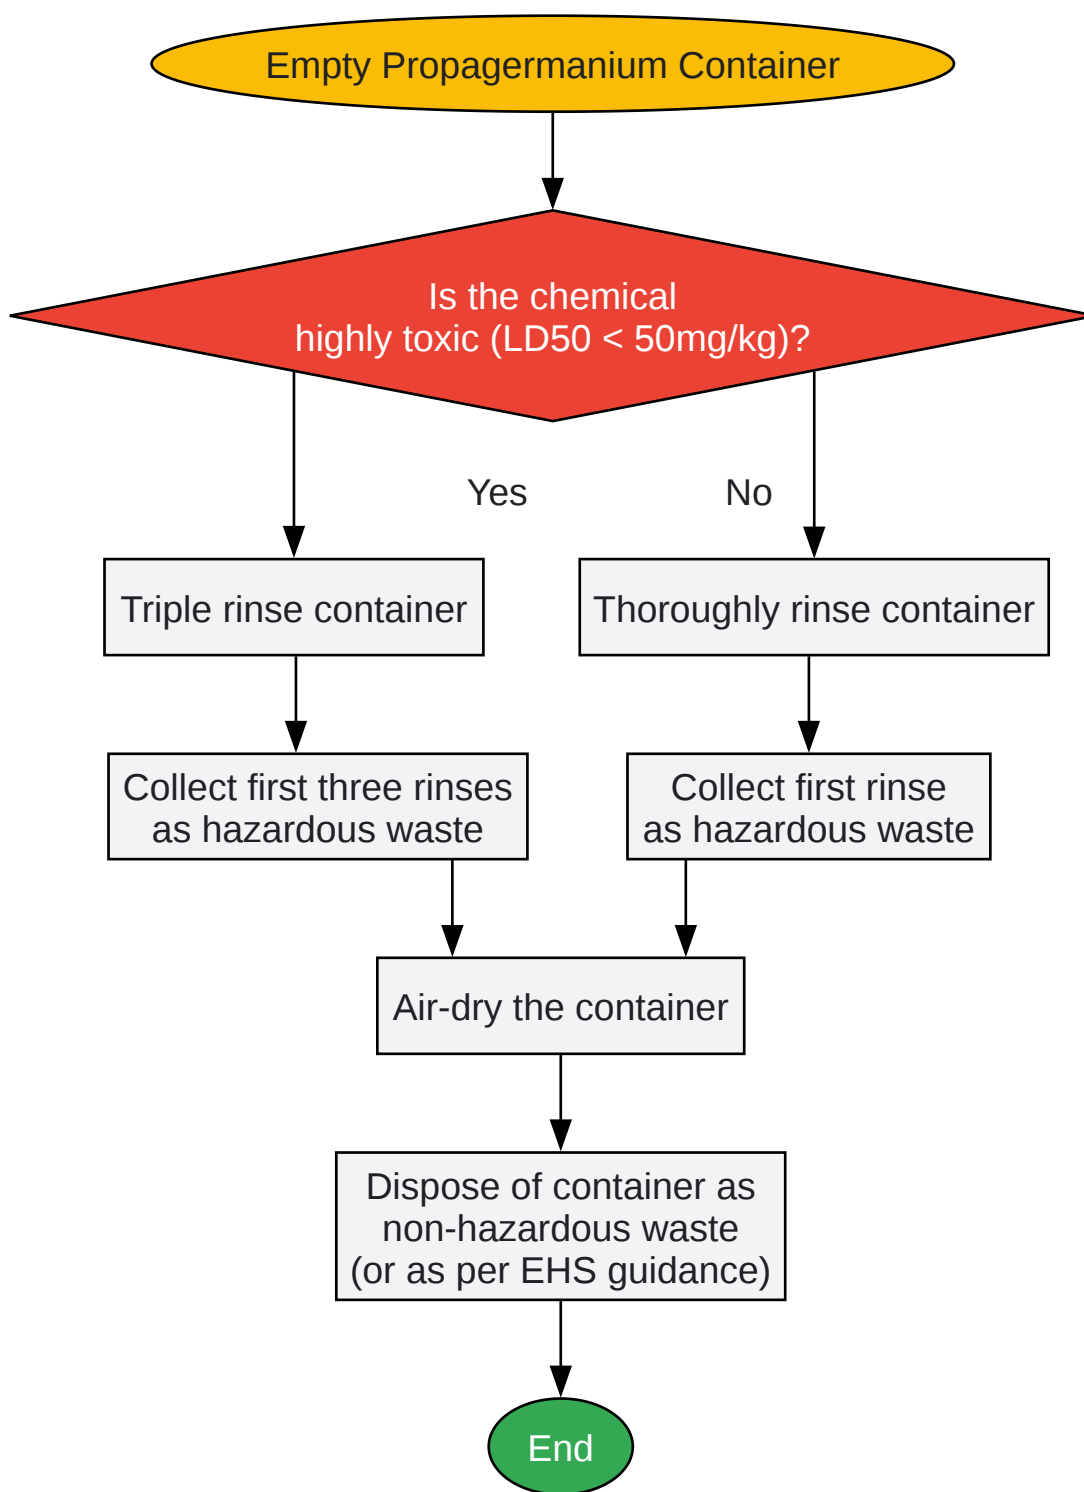 Empty Propagermanium Container
Is the chemical
highly toxic (LD50 < 50mg/kg)?
Yes
No
Triple rinse container
Thoroughly rinse container
Collect first three rinses
as hazardous waste
Collect first rinse
as hazardous waste
Air-dry the container
Dispose of container as
non-hazardous waste
(or as per EHS guidance)
End